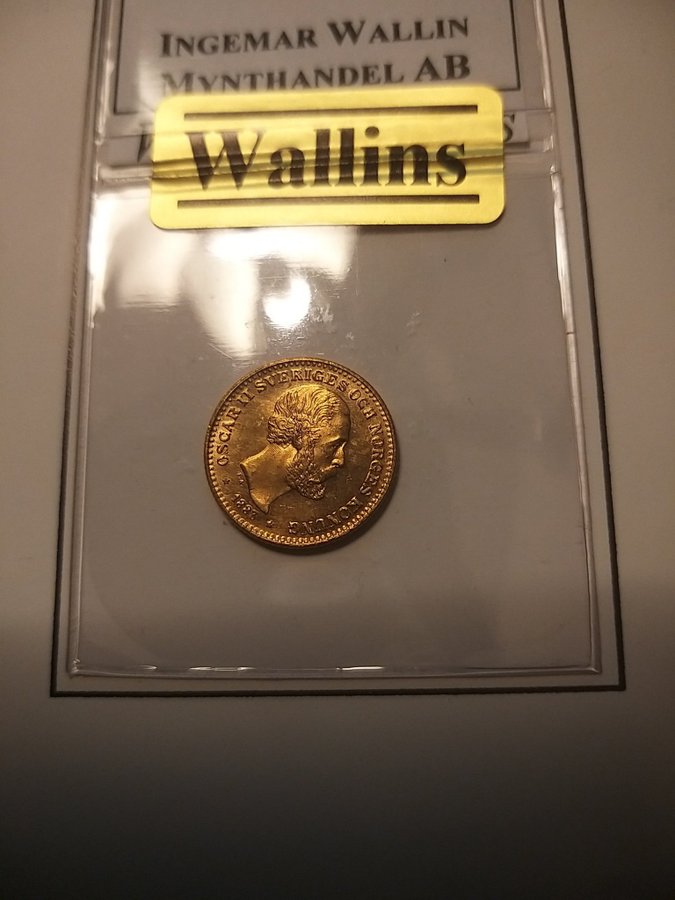 INGEMAR WALLIN
MYNTHANDEL AB
Wallins
OSCAR II SVERIGES OCH NORGES KONUNG